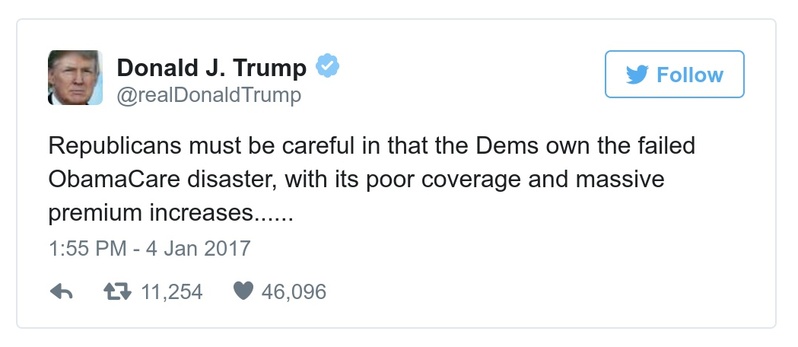 Donald J. Trump
@realDonaldTrump
Follow
Republicans must be careful in that the Dems own the failed
ObamaCare disaster, with its poor coverage and massive
premium increases......
1:55 PM - 4 Jan 2017
11,254 46,096